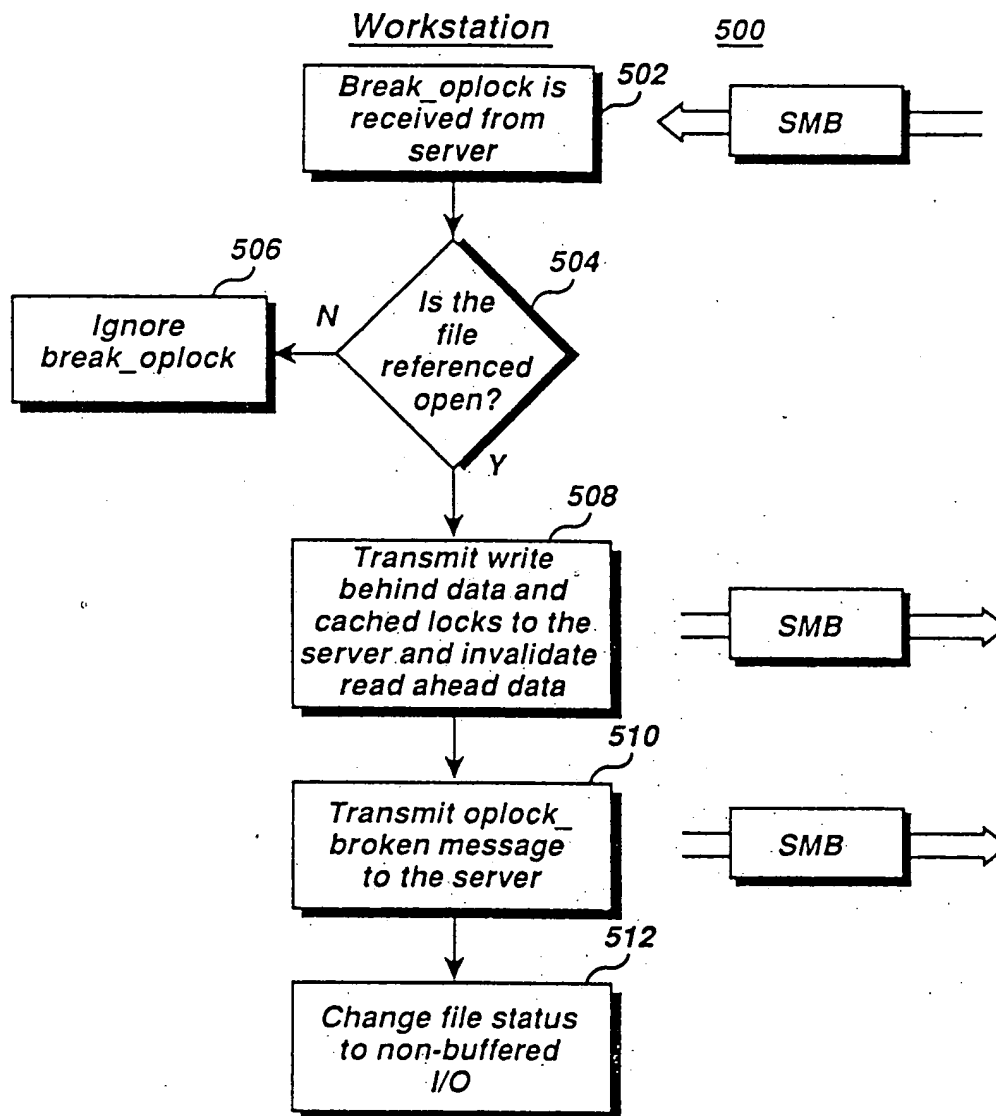 Workstation
500
502
Break_oplock is
received from
server
SMB
506
504
Ignore
break_oplock
N
Is the
file
referenced
open?
Y
508
Transmit write
behind data and
cached locks to the
server and invalidate
read ahead data
SMB
510
Transmit oplock_
broken message
to the server
SMB
512
Change file status
to non-buffered
I/O